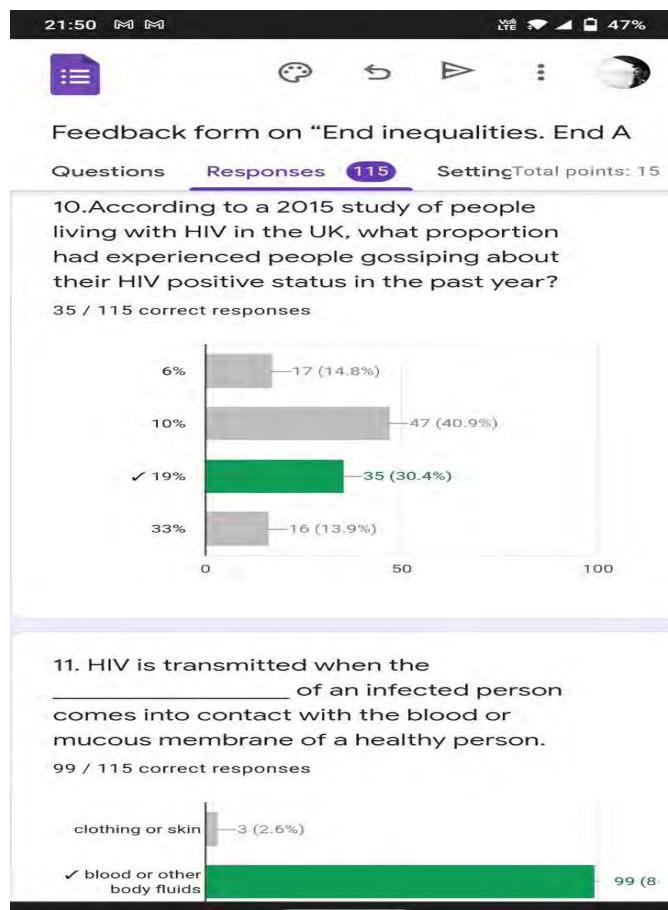 21:50
Vo) LTE 47%
Feedback form on “End inequalities. End A
Questions Responses 115 Setting Total points: 15
10.According to a 2015 study of people
living with HIV in the UK, what proportion
had experienced people gossiping about
their HIV positive status in the past year?
35 / 115 correct responses
6% 17 (14.8%)
10% 47 (40.9%)
✓ 19% 35 (30.4%)
33% 16 (13.9%)
0 50 100
11. HIV is transmitted when the
____________________ of an infected person
comes into contact with the blood or
mucous membrane of a healthy person.
99 / 115 correct responses
clothing or skin 3 (2.6%)
✓ blood or other
body fluids 99 (8